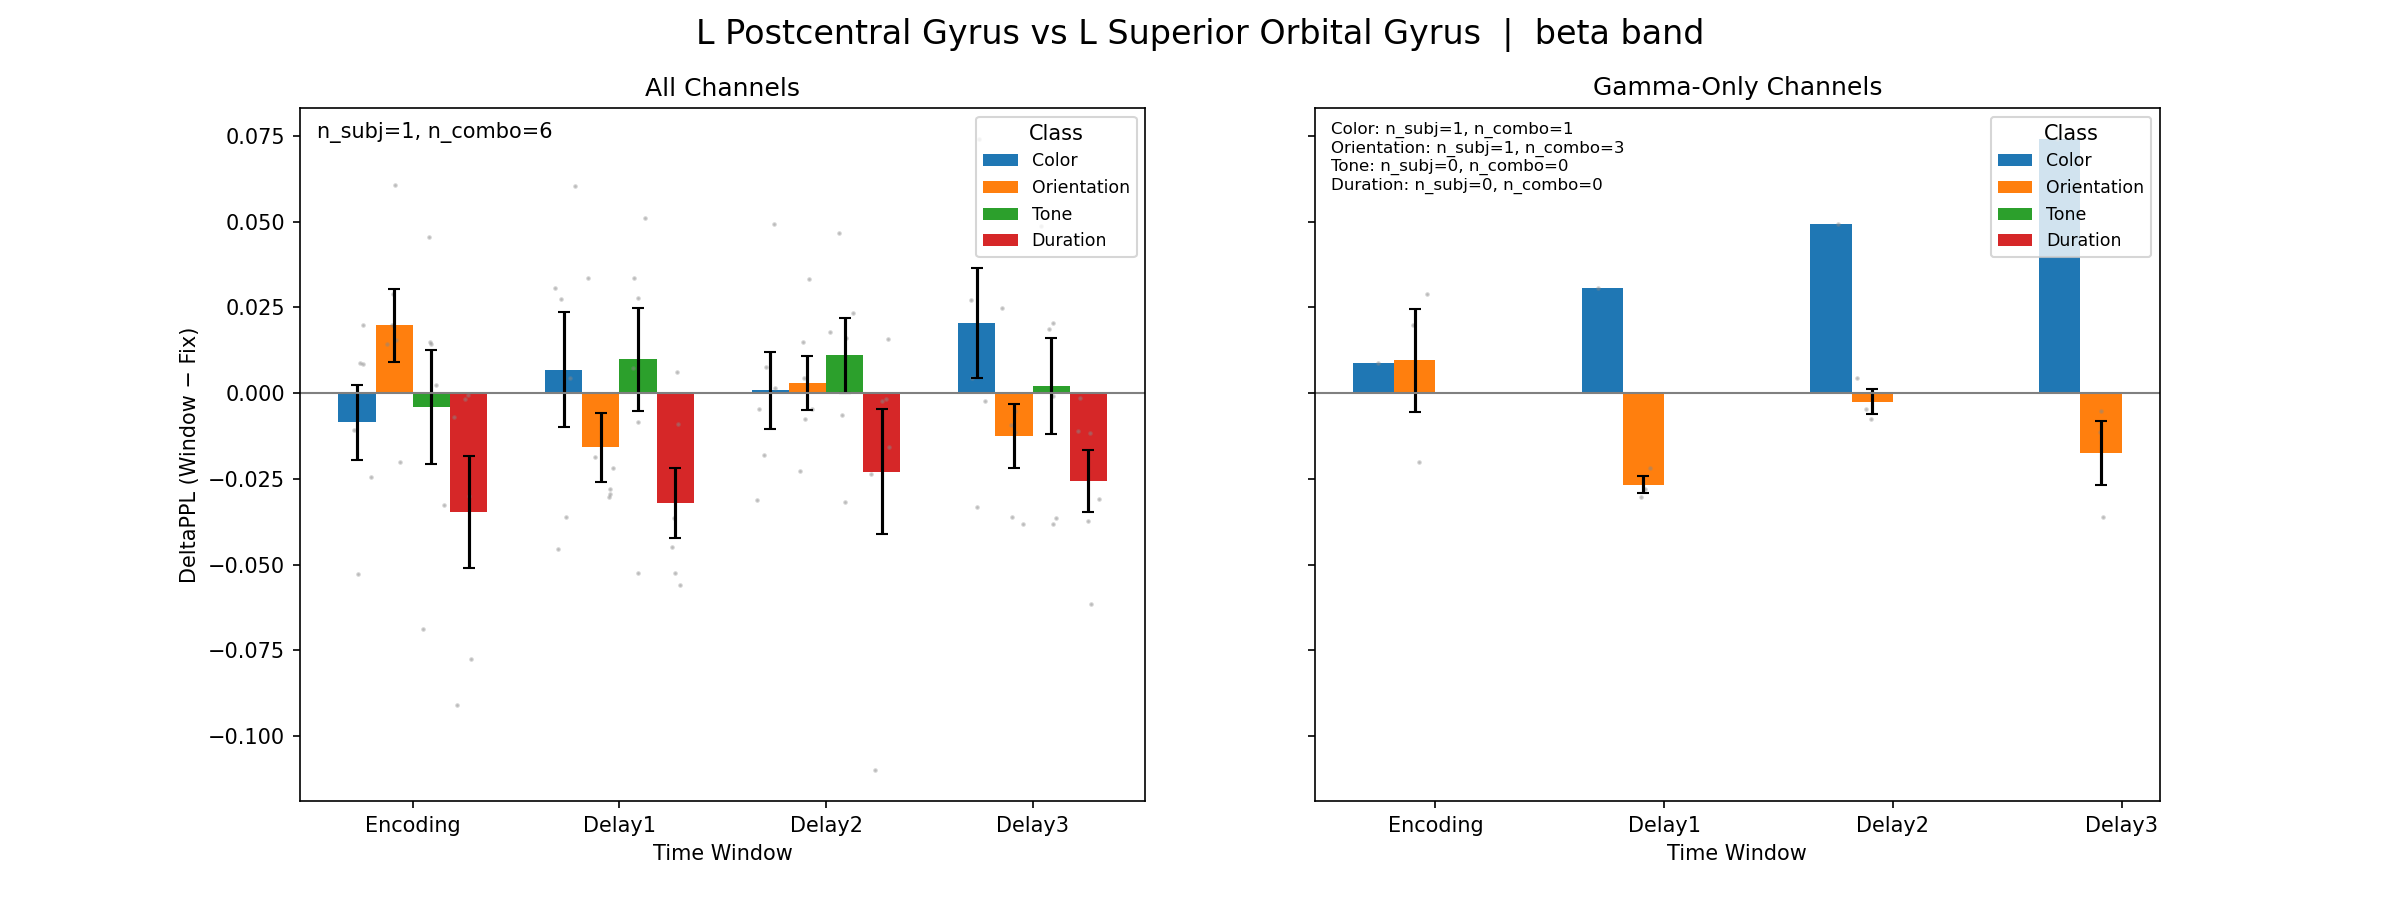 L Postcentral Gyrus vs L Superior Orbital Gyrus | beta band
All Channels
n_subj=1, n_combo=6
Class
Color
Orientation
Tone
Duration
0.075
0.050
0.025
0.000
−0.025
−0.050
−0.075
−0.100
DeltaPPL (Window − Fix)
Encoding
Delay1
Delay2
Delay3
Time Window
Gamma-Only Channels
Color: n_subj=1, n_combo=1
Orientation: n_subj=1, n_combo=3
Tone: n_subj=0, n_combo=0
Duration: n_subj=0, n_combo=0
Class
Color
Orientation
Tone
Duration
Encoding
Delay1
Delay2
Delay3
Time Window